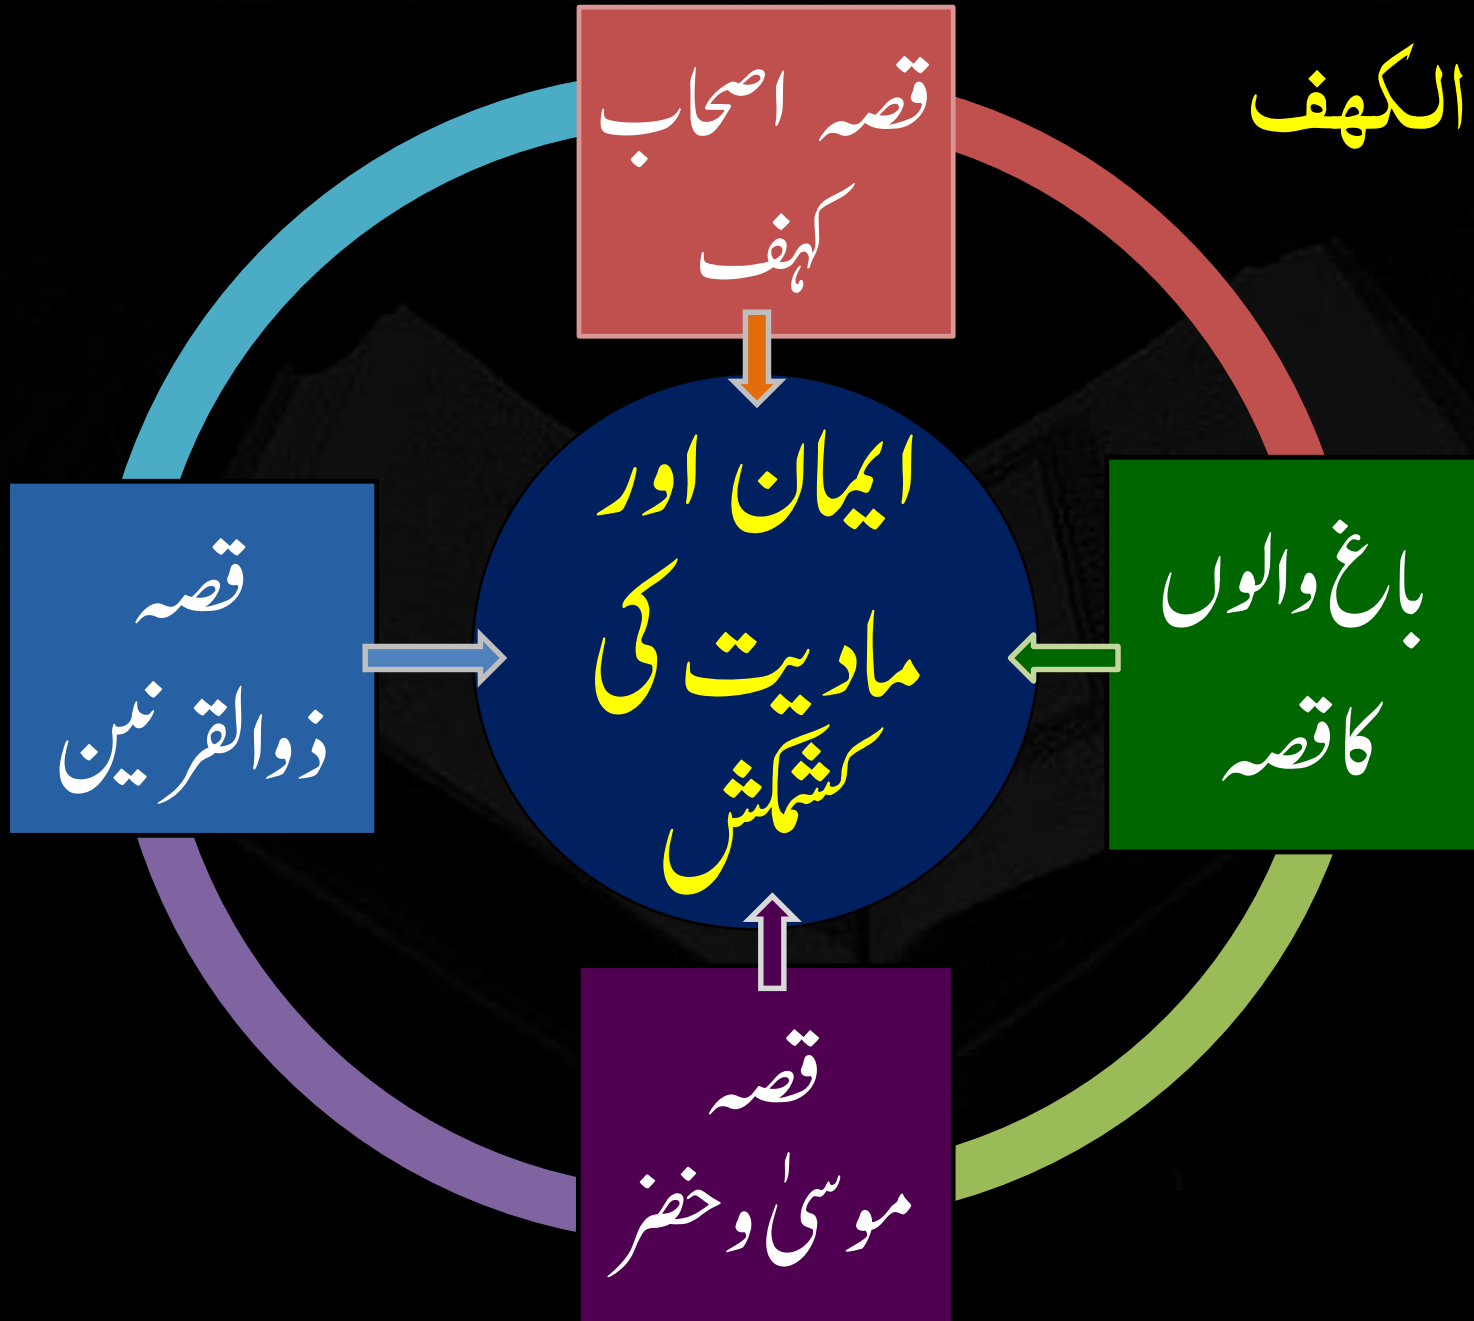 الکھف
قصہ اصحاب
کہف
ایمان اور
مادیت کی
کشمکش
باغ والوں
کا قصہ
قصہ
موسیٰ و خضر
قصہ
ذوالقرنین